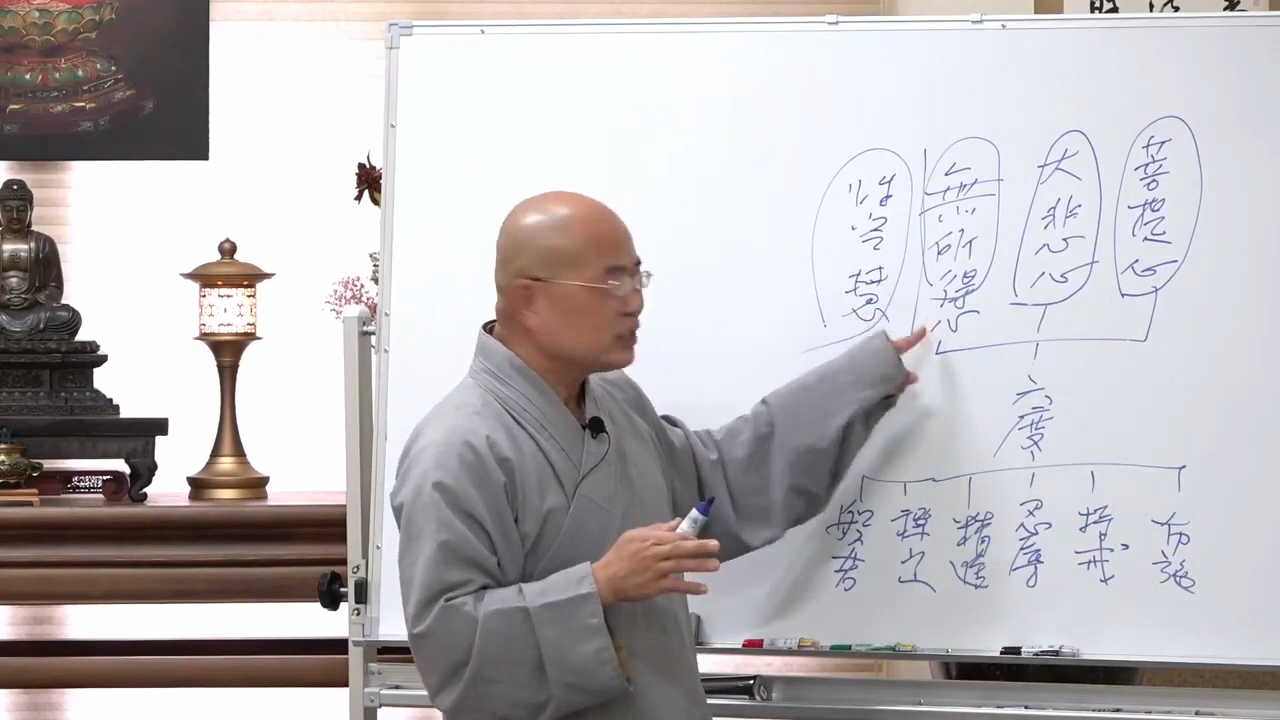 菩提心
大悲心
無所得心
性空慧
六度
布施
持戒
忍辱
精進
禪定
般若